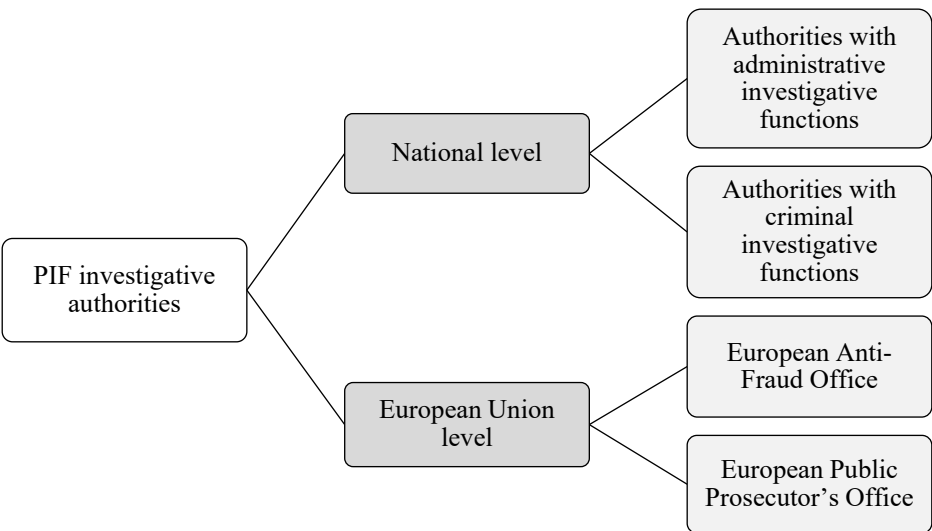 PIF investigative
authorities
National level
Authorities with
administrative
investigative
functions
Authorities with
criminal
investigative
functions
European Union
level
European Anti-
Fraud Office
European Public
Prosecutor’s Office